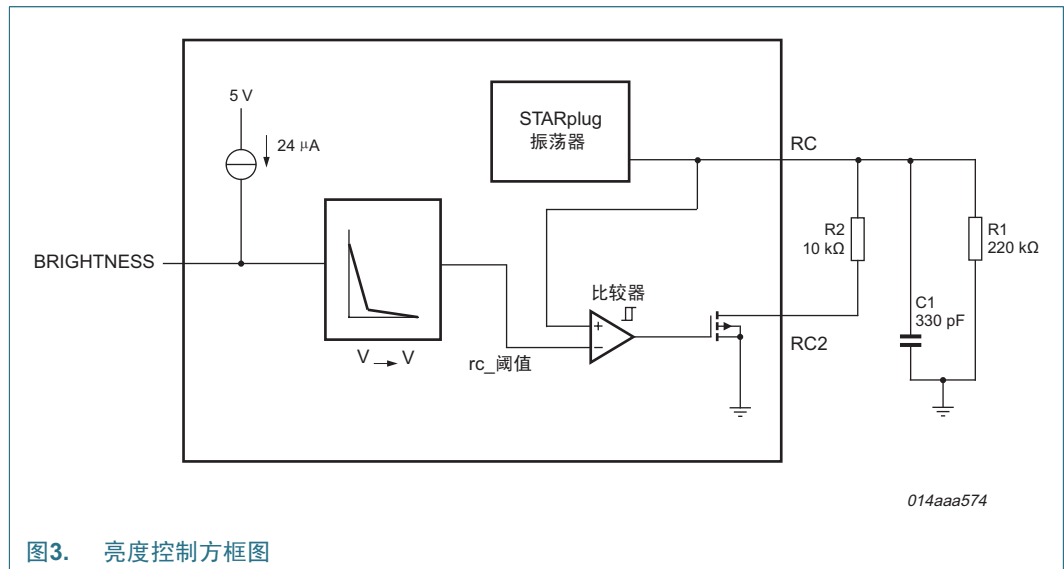 5 V
24 μA
STARplug
振荡器
RC
BRIGHTNESS
V → V
rc_阈值
比较器
+
−
RC2
R2
10 kΩ
C1
330 pF
R1
220 kΩ
014aaa574
图3. 亮度控制方框图